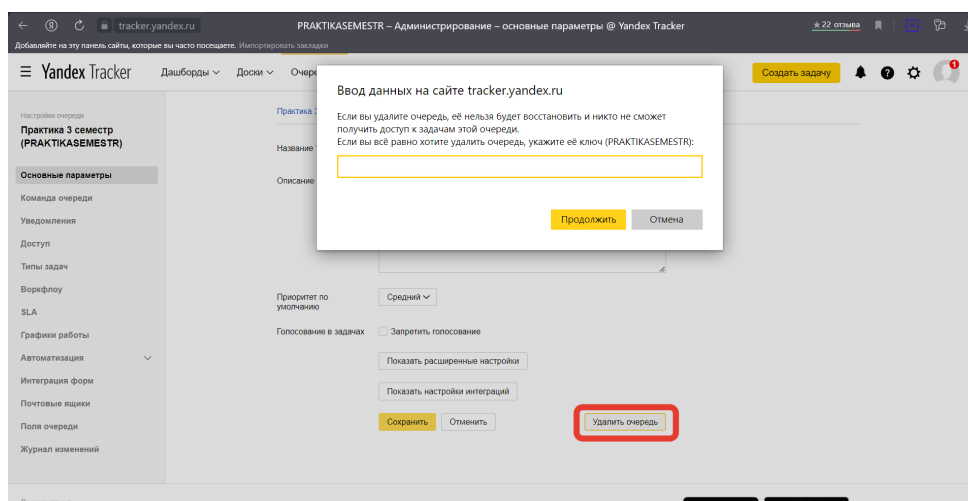 tracker.yandex.ru
PRAKTIKASEMESTR – Администрирование – основные параметры @ Yandex Tracker
★ 22 отзыва
Добавляйте на эту панель сайты, которые вы часто посещаете. Импортировать закладки
Yandex Tracker
Дашборды
Доски
Создать задачу
1
Настройки очереди
Практика 3 семестр
(PRAKTIKASEMESTR)
Основные параметры
Команда очереди
Уведомления
Доступ
Типы задач
Воркфлоу
SLA
Графики работы
Автоматизация
Интеграция форм
Почтовые ящики
Поля очереди
Журнал изменений
Практика 3
Название
Описание
Ввод данных на сайте tracker.yandex.ru
Если вы удалите очередь, её нельзя будет восстановить и никто не сможет
получить доступ к задачам этой очереди.
Если вы всё равно хотите удалить очередь, укажите её ключ (PRAKTIKASEMESTR):
Продолжить
Отмена
Приоритет по
умолчанию
Средний
Голосование в задачах
Запретить голосование
Показать расширенные настройки
Показать настройки интеграций
Сохранить
Отменить
Удалить очередь